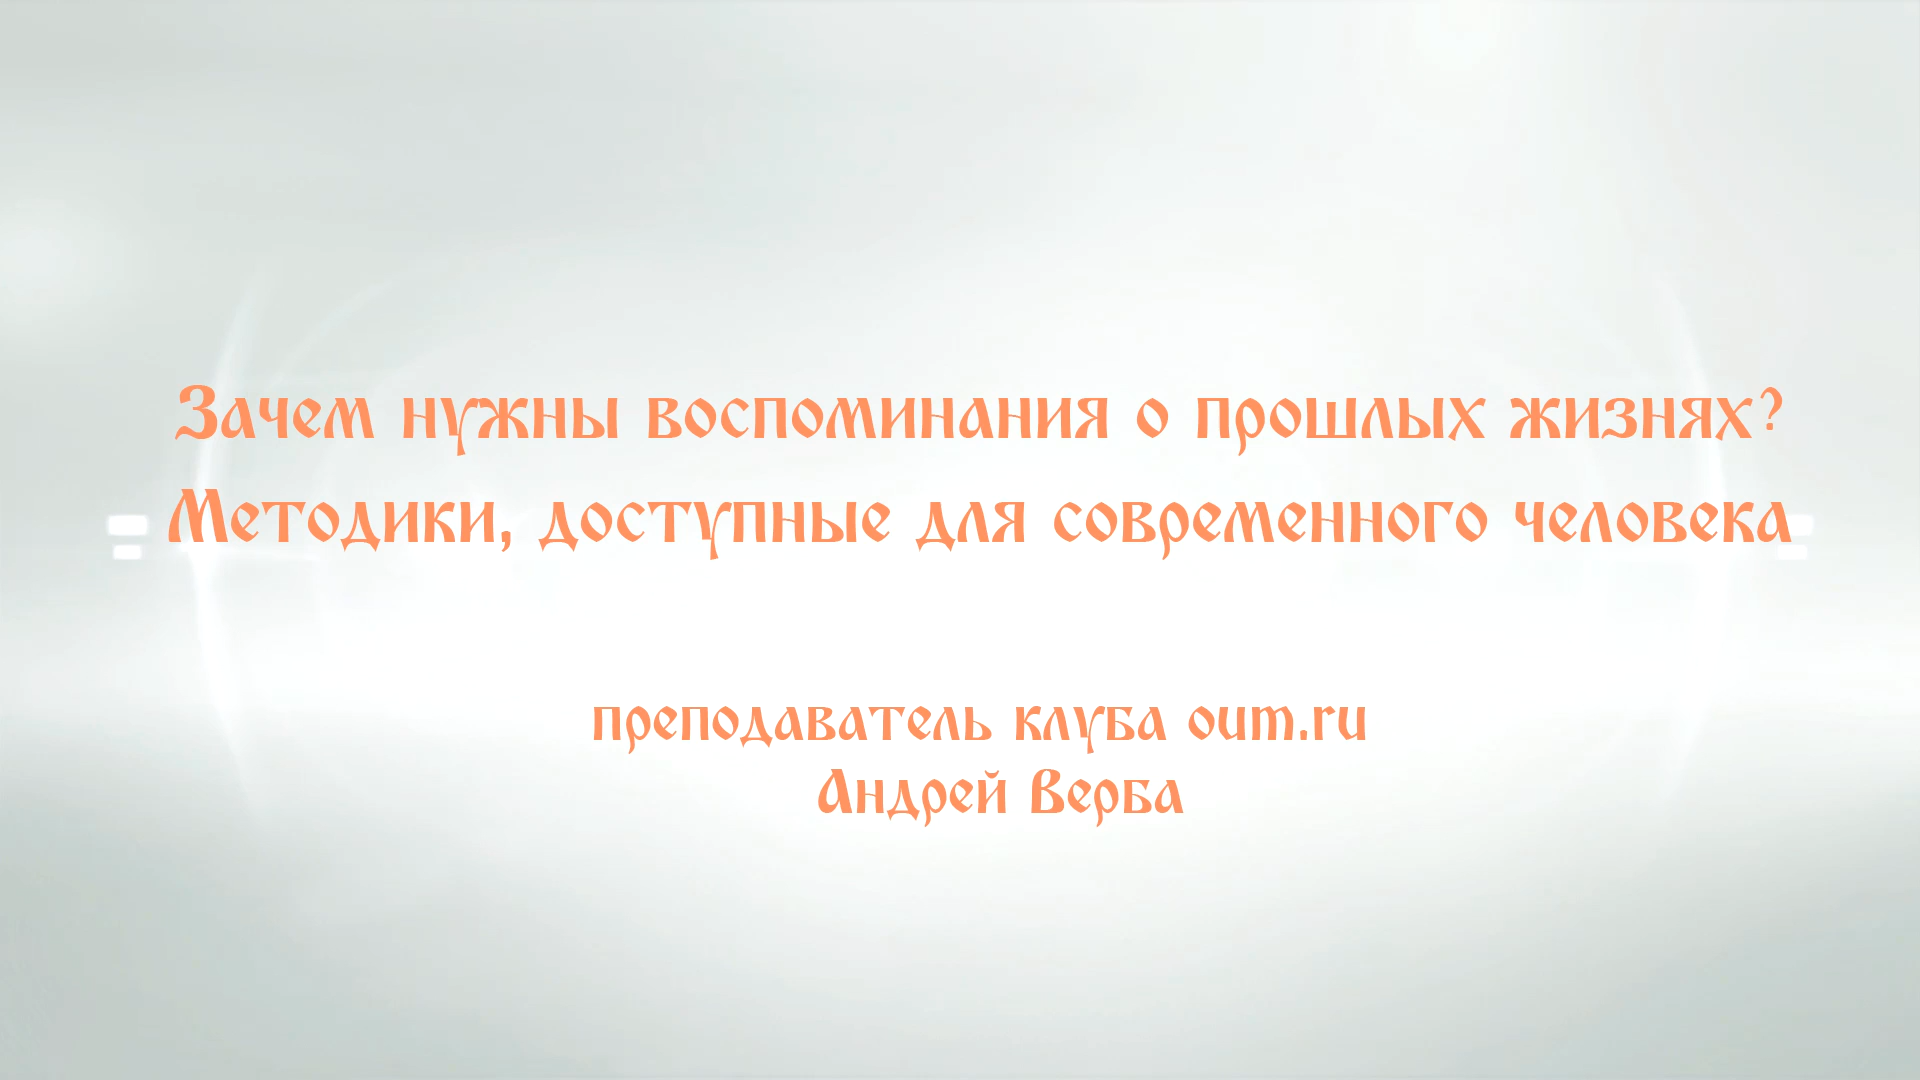 Зачем нужны воспоминания о прошлых жизнях?
Методики, доступные для современного человека
преподаватель клуба oum.ru
Андрей Верба